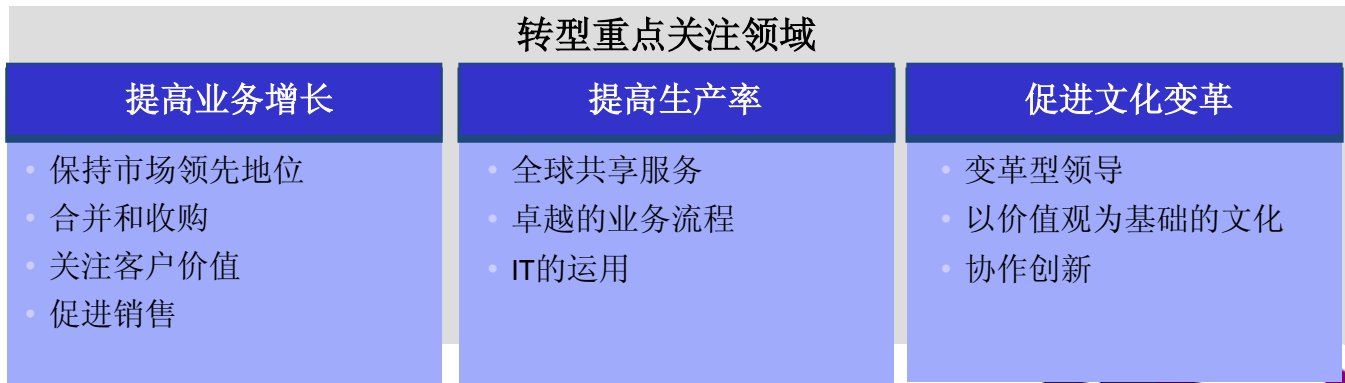 转型重点关注领域
提高业务增长
保持市场领先地位
合并和收购
关注客户价值
促进销售
提高生产率
全球共享服务
卓越的业务流程
IT的运用
促进文化变革
变革型领导
以价值观为基础的文化
协作创新